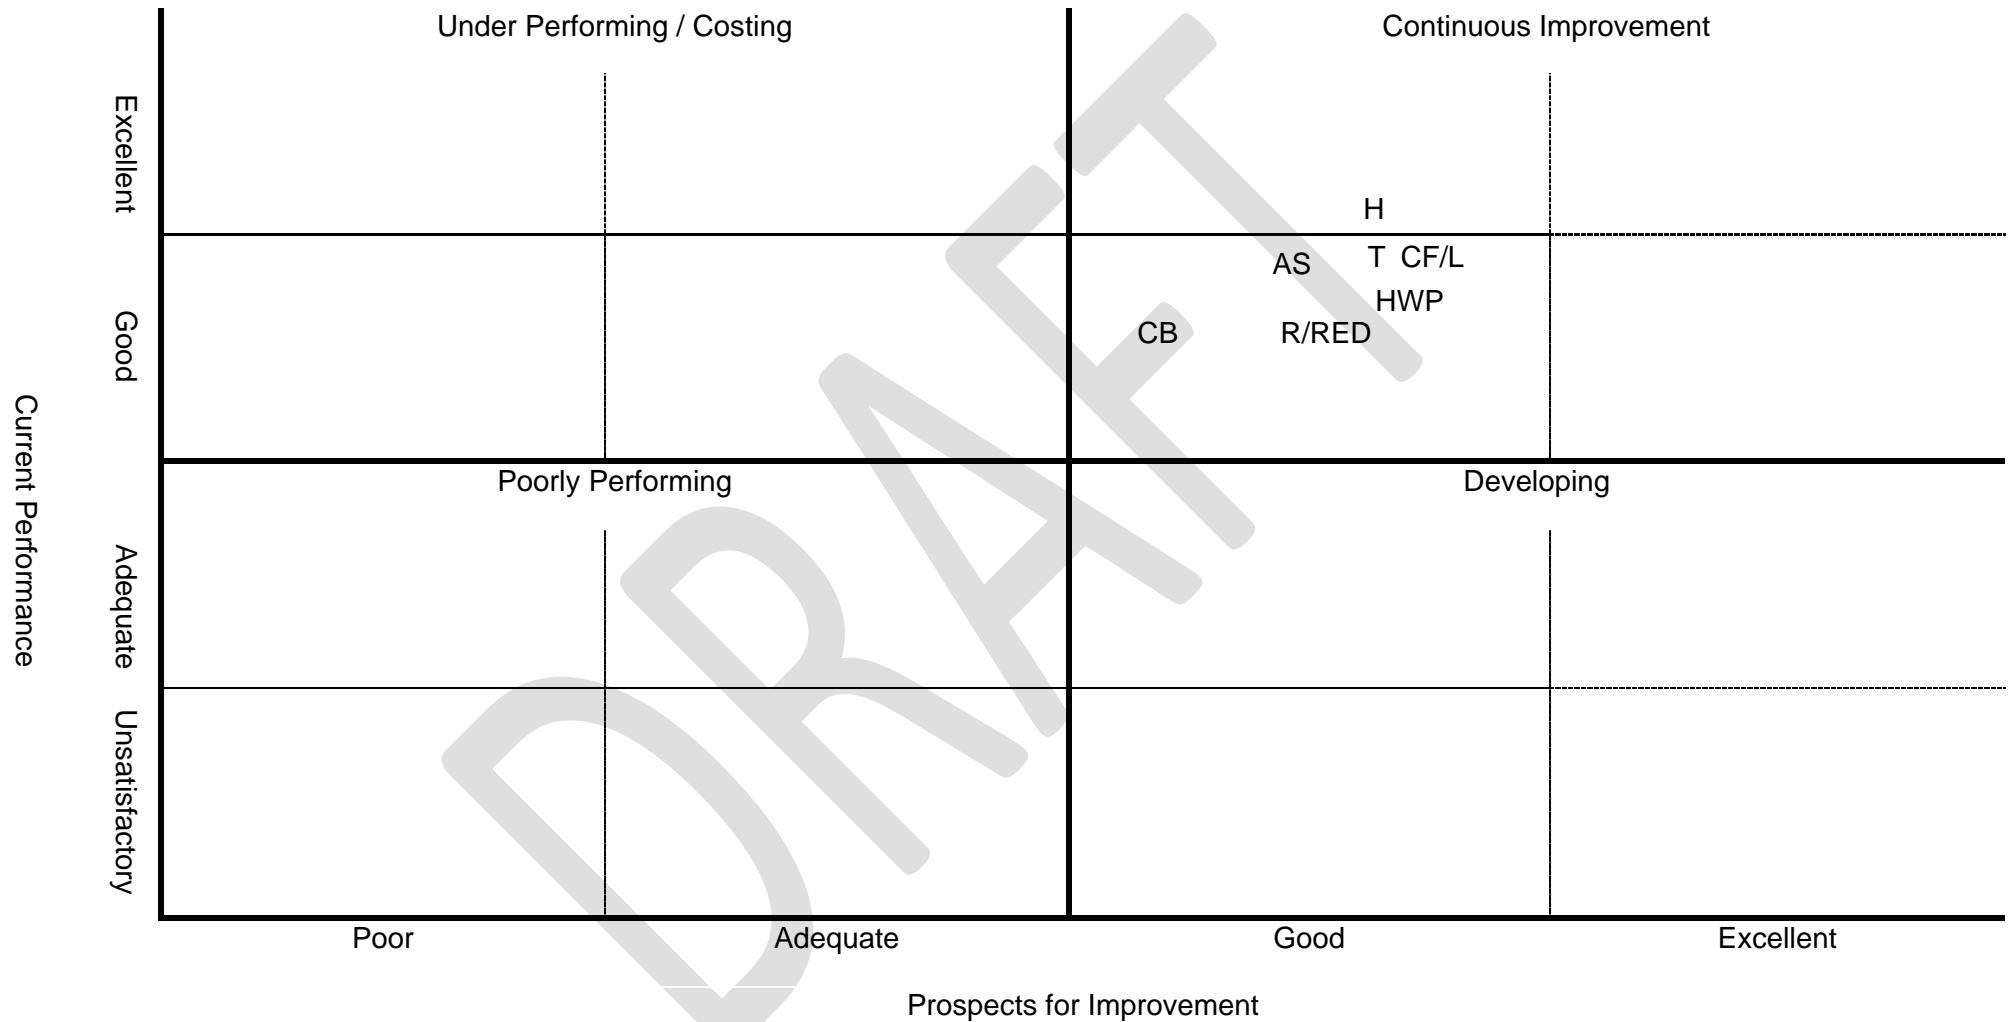 Under Performing / Costing
Continuous Improvement
Excellent
H
T CF/L
AS
HWP
CB
R/RED
Good
Current Performance
Poorly Performing
Developing
Adequate
Unsatisfactory
Poor
Adequate
Good
Excellent
Prospects for Improvement
DRAFT